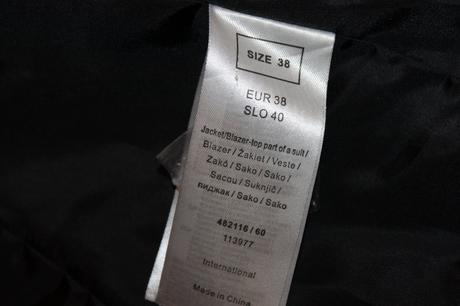 SIZE 38
EUR 38
SLO 40
Jacket/Blazer-top part of a suit/
Blazer / Žakiet / Veste /
Zakó / Sako / Sako /
Sacou / Suknjič /
пиджак / Sako / Sako
482116 / 60
113977
International
Made in China